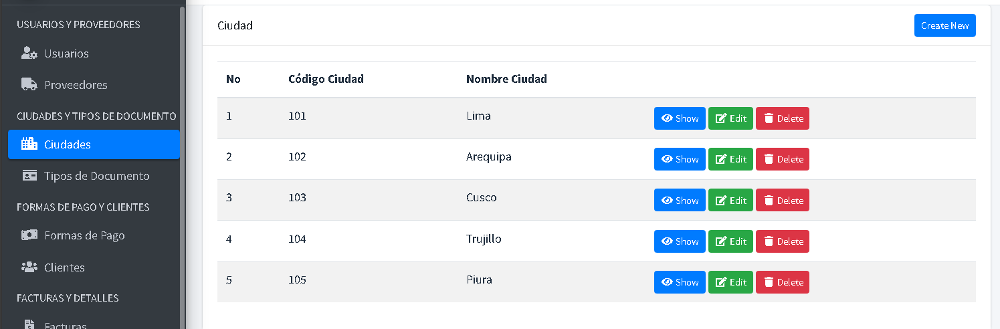 USUARIOS Y PROVEEDORES
Usuarios
Proveedores
CIUDADES Y TIPOS DE DOCUMENTO
Ciudades
Tipos de Documento
FORMAS DE PAGO Y CLIENTES
Formas de Pago
Clientes
FACTURAS Y DETALLES
Facturas
Ciudad Create New
No Código Ciudad Nombre Ciudad
1 101 Lima Show Edit Delete
2 102 Arequipa Show Edit Delete
3 103 Cusco Show Edit Delete
4 104 Trujillo Show Edit Delete
5 105 Piura Show Edit Delete